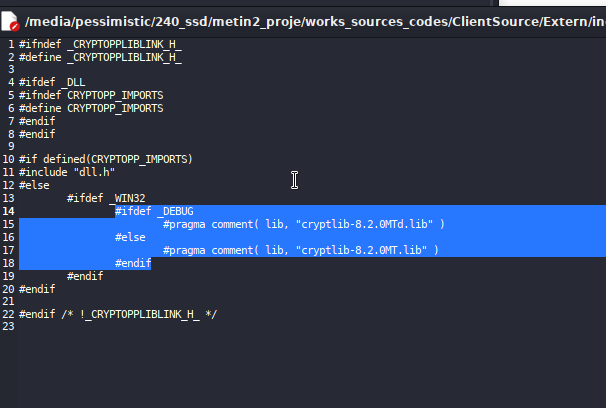 /media/pessimistic/240_ssd/metin2_proje/works_sources_codes/ClientSource/Extern/in
1 #ifndef _CRYPTOPPLIBLINK_H_
2 #define _CRYPTOPPLIBLINK_H_
3
4 #ifdef _DLL
5 #ifndef CRYPTOPP_IMPORTS
6 #define CRYPTOPP_IMPORTS
7 #endif
8 #endif
9
10 #if defined(CRYPTOPP_IMPORTS)
11 #include "dll.h"
12 #else
13 #ifdef _WIN32
14 #ifdef _DEBUG
15 #pragma comment( lib, "cryptlib-8.2.0MTd.lib" )
16 #else
17 #pragma comment( lib, "cryptlib-8.2.0MT.lib" )
18 #endif
19 #endif
20 #endif
21
22 #endif /* !_CRYPTOPPLIBLINK_H_ */
23